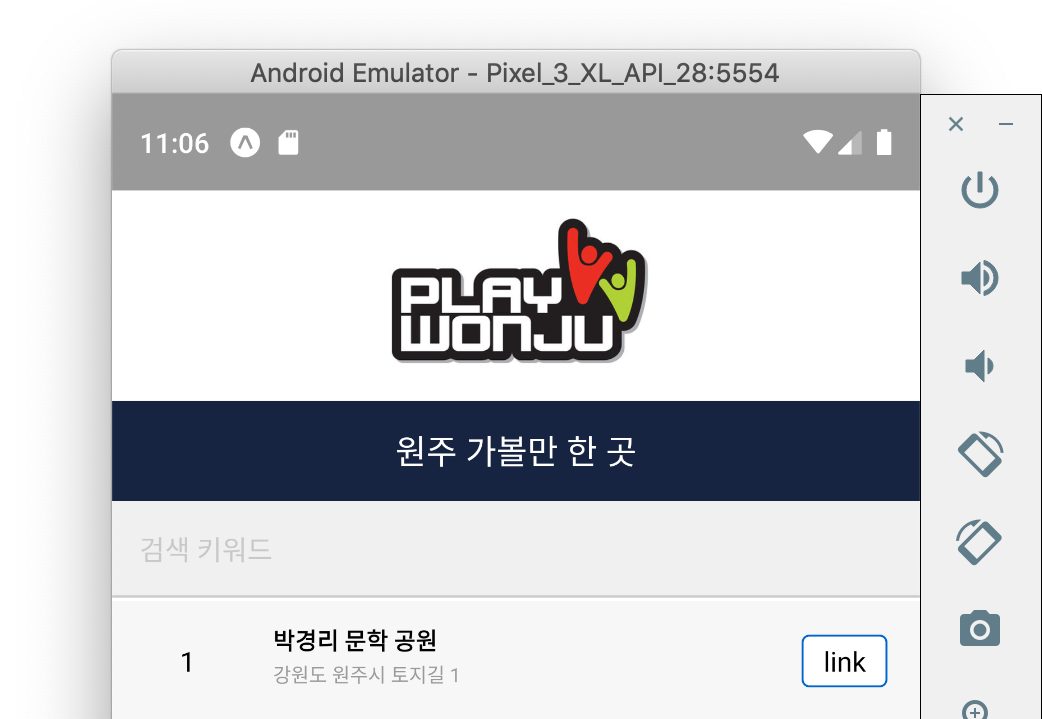 Android Emulator - Pixel_3_XL_API_28:5554
11:06
PLAY
WONJU
원주 가볼만 한 곳
검색 키워드
1
박경리 문학 공원
강원도 원주시 토지길 1
link